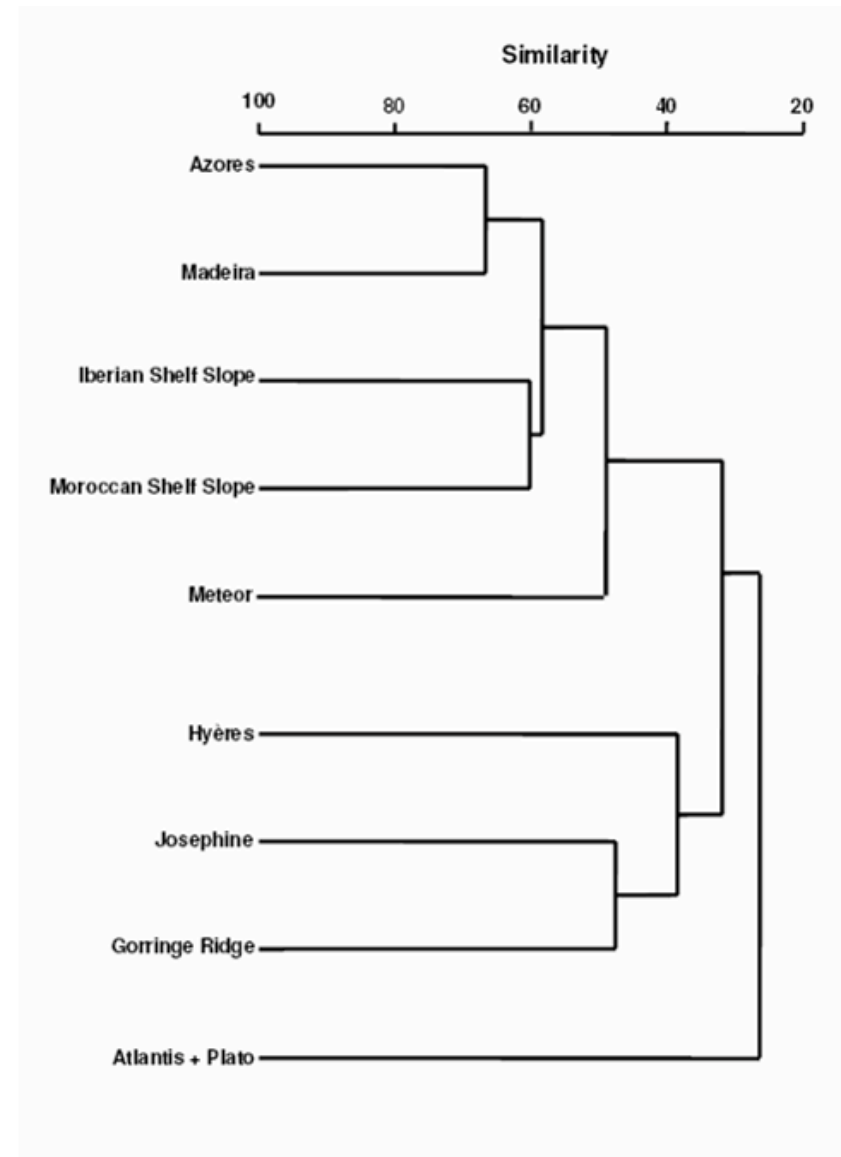 Similarity
100 80 60 40 20
Azores
Madeira
Iberian Shelf Slope
Moroccan Shelf Slope
Meteor
Hyères
Josephine
Gorringe Ridge
Atlantis + Plato